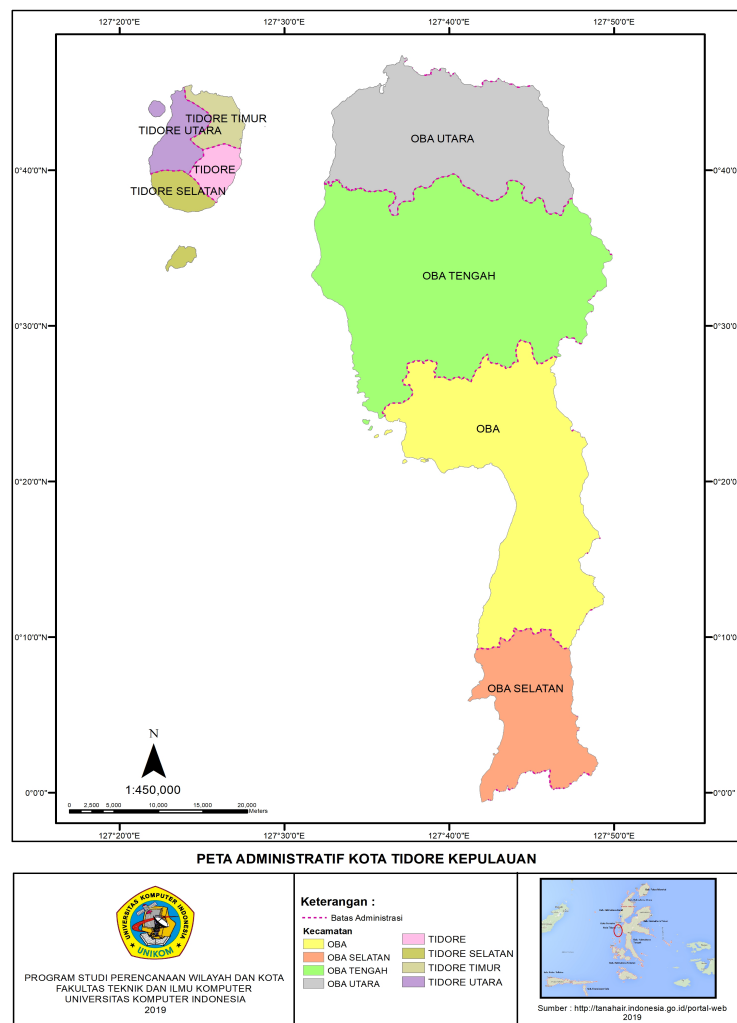 127°20'0"E
127°30'0"E
127°40'0"E
127°50'0"E
TIDORE TIMUR
TIDORE UTARA
OBA UTARA
0°40'0"N
0°40'0"N
TIDORE
TIDORE SELATAN
OBA TENGAH
0°30'0"N
0°30'0"N
OBA
0°20'0"N
0°20'0"N
0°10'0"N
0°10'0"N
OBA SELATAN
N
1:450,000
0°0'0"
0°0'0"
0 2,500 5,000 10,000 15,000 20,000
Meters
127°20'0"E
127°30'0"E
127°40'0"E
127°50'0"E
PETA ADMINISTRATIF KOTA TIDORE KEPULAUAN
UNIVERSITAS KOMPUTER INDONESIA
UNIKOM
PROGRAM STUDI PERENCANAAN WILAYAH DAN KOTA
FAKULTAS TEKNIK DAN ILMU KOMPUTER
UNIVERSITAS KOMPUTER INDONESIA
2019
Keterangan :
Batas Administrasi
Kecamatan
OBA
OBA SELATAN
OBA TENGAH
OBA UTARA
TIDORE
TIDORE SELATAN
TIDORE TIMUR
TIDORE UTARA
Sumber : http://tanahair.indonesia.go.id/portal-web
2019